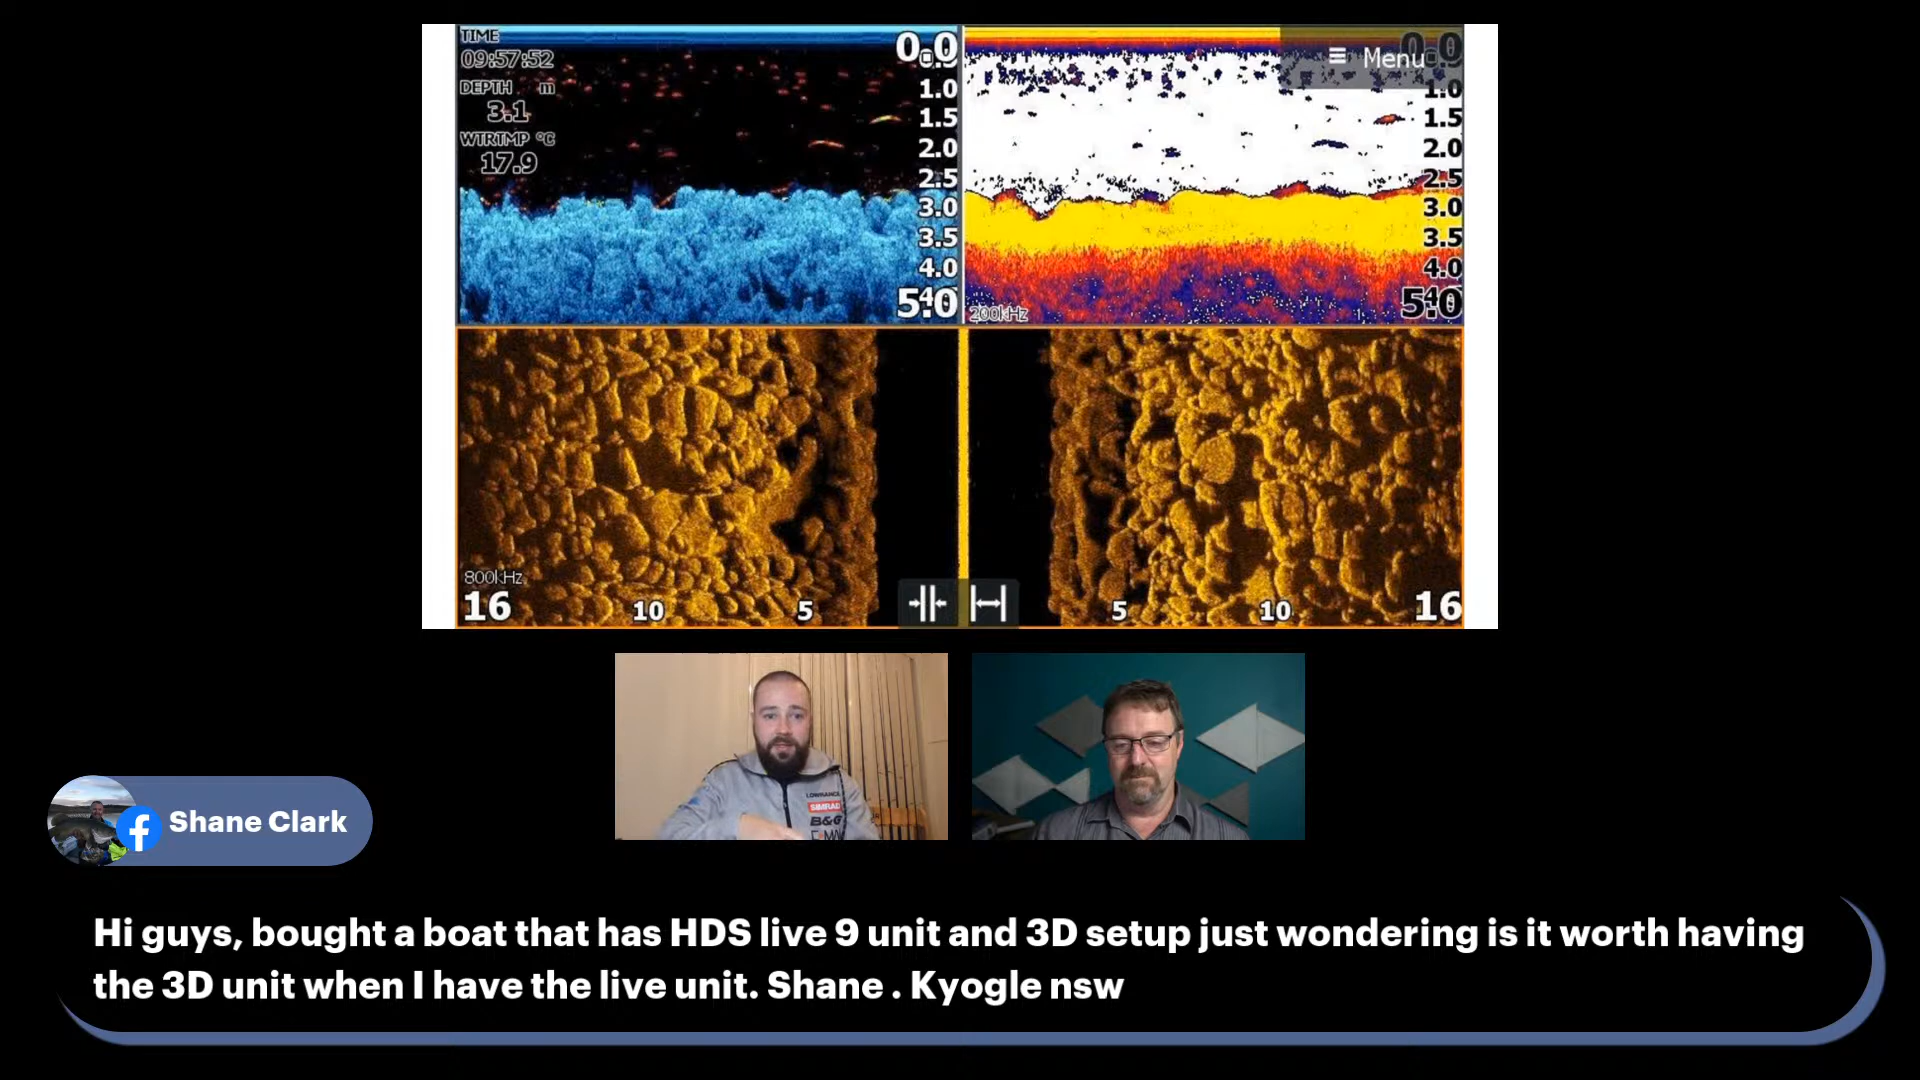 TIME
09:57:52
DEPTH m
3.1
WTRTMP °C
17.9
0.0
1.0
1.5
2.0
2.5
3.0
3.5
4.0
5.0
Menu
0.0
1.0
1.5
2.0
2.5
3.0
3.5
4.0
5.0
200kHz
800kHz
16
10
5
5
10
16
LOWRANCE
SIMRAD
B&G
Shane Clark
Hi guys, bought a boat that has HDS live 9 unit and 3D setup just wondering is it worth having
the 3D unit when I have the live unit. Shane . Kyogle nsw